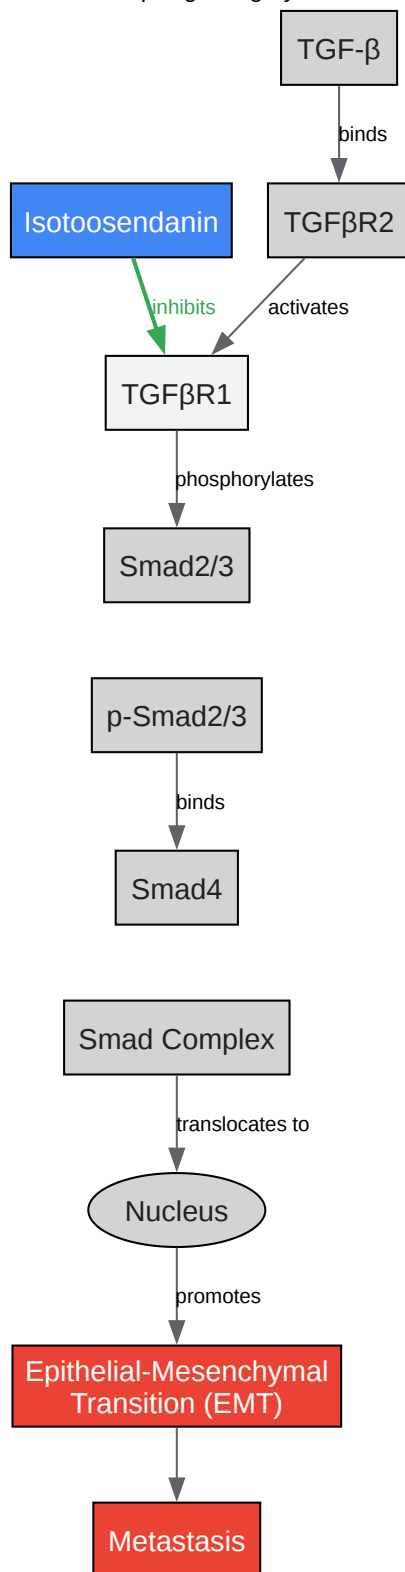 TGF-β
binds
Isotoosendanin
TGFβR2
inhibits
activates
TGFβR1
phosphorylates
Smad2/3
p-Smad2/3
binds
Smad4
Smad Complex
translocates to
Nucleus
promotes
Epithelial-Mesenchymal
Transition (EMT)
Metastasis